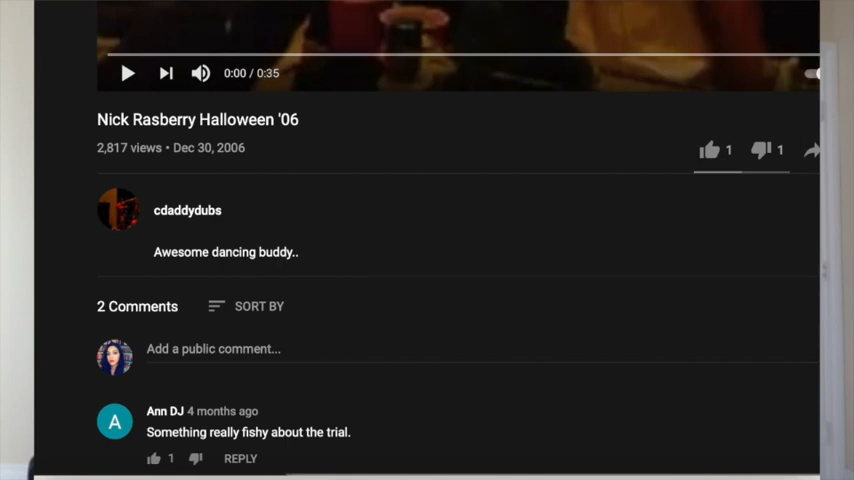 0:00 / 0:35
Nick Rasberry Halloween '06
2,817 views • Dec 30, 2006
1 1
cdaddydubs
Awesome dancing buddy..
2 Comments SORT BY
Add a public comment...
A
Ann DJ 4 months ago
Something really fishy about the trial.
1 REPLY